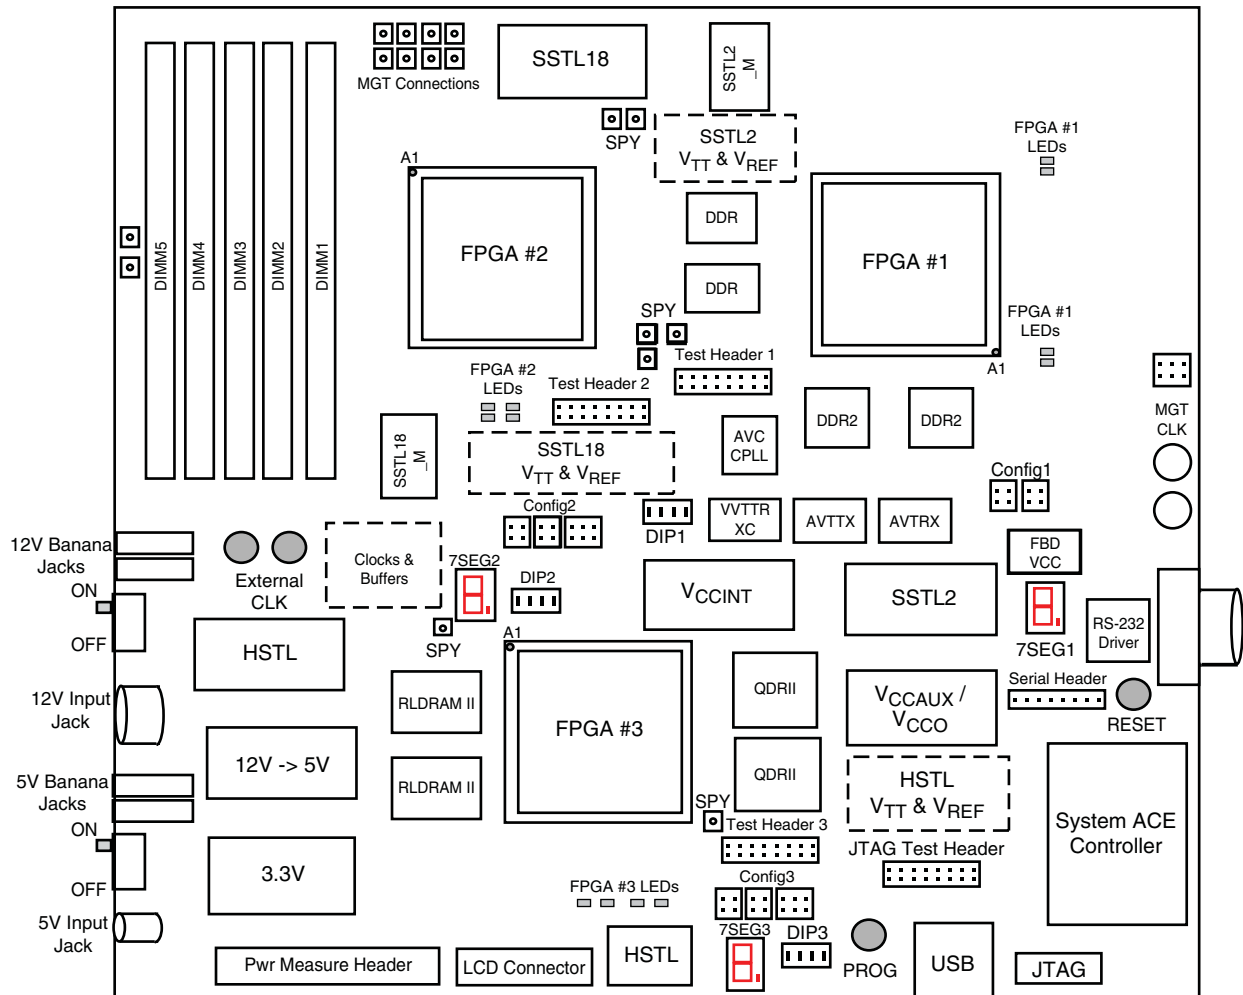 MGT Connections
SSTL18
SSTL2
_M
SPY
SSTL2
VTT & VREF
FPGA #1
LEDs
A1
FPGA #2
DDR
DDR
FPGA #1
A1
DIMM5
DIMM4
DIMM3
DIMM2
DIMM1
SPY
FPGA #1
LEDs
Test Header 1
FPGA #2
LEDs
Test Header 2
MGT
CLK
SSTL18
_M
SSTL18
VTT & VREF
AVC
CPLL
DDR2
DDR2
Config1
Config2
DIP1
VVTTR
XC
AVTTX
AVTRX
FBD
VCC
12V Banana
Jacks
ON
OFF
External
CLK
Clocks &
Buffers
7SEG2
DIP2
VCCINT
SSTL2
7SEG1
RS-232
Driver
HSTL
SPY
A1
Serial Header
RESET
12V Input
Jack
RLDRAM II
FPGA #3
QDRII
VCCAUX /
VCCO
12V -> 5V
RLDRAM II
QDRII
HSTL
VTT & VREF
System ACE
Controller
5V Banana
Jacks
ON
OFF
SPY
Test Header 3
JTAG Test Header
3.3V
FPGA #3 LEDs
Config3
5V Input
Jack
Pwr Measure Header
LCD Connector
HSTL
7SEG3
DIP3
PROG
USB
JTAG